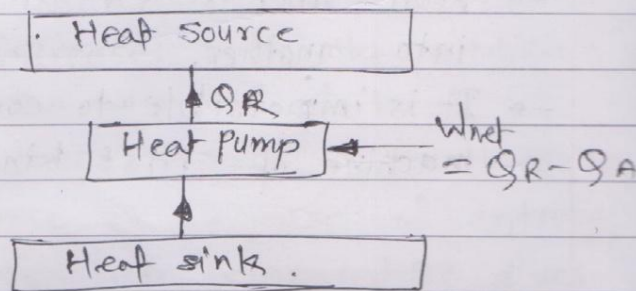 Heat Source
QR
Heat Pump
Wnet
= QR - QA
Heat sink